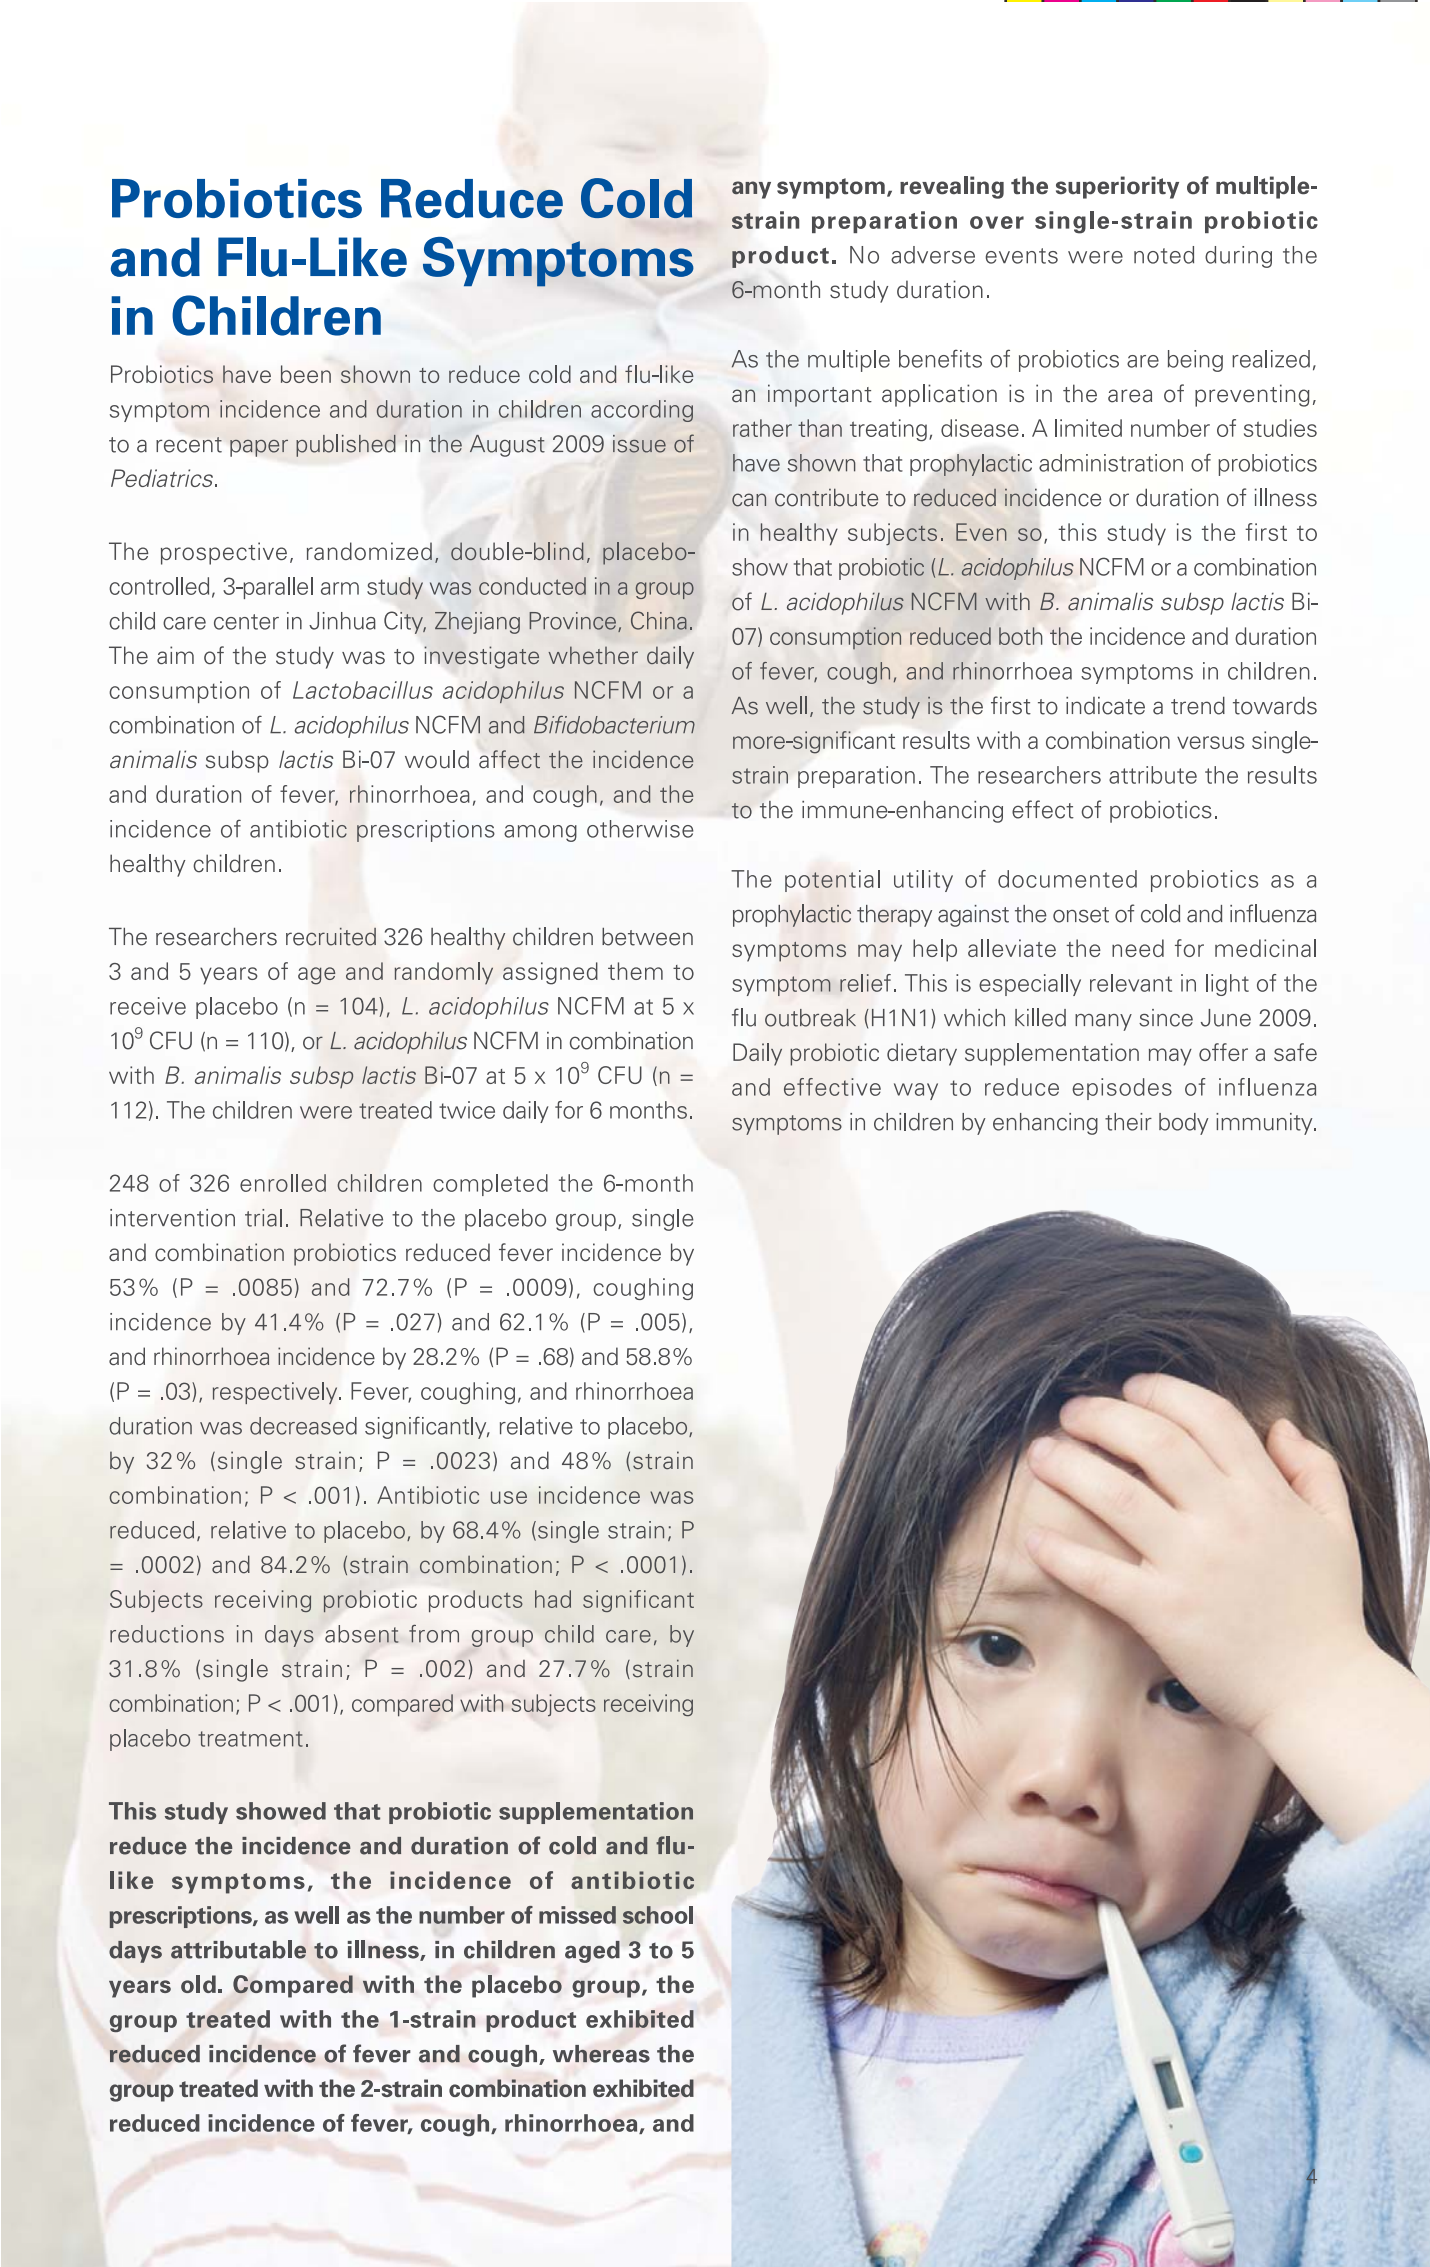 Probiotics Reduce Cold
and Flu-Like Symptoms
in Children
Probiotics have been shown to reduce cold and flu-like
symptom incidence and duration in children according
to a recent paper published in the August 2009 issue of
Pediatrics.
The prospective, randomized, double-blind, placebo-
controlled, 3-parallel arm study was conducted in a group
child care center in Jinhua City, Zhejiang Province, China.
The aim of the study was to investigate whether daily
consumption of Lactobacillus acidophilus NCFM or a
combination of L. acidophilus NCFM and Bifidobacterium
animalis subsp lactis Bi-07 would affect the incidence
and duration of fever, rhinorrhoea, and cough, and the
incidence of antibiotic prescriptions among otherwise
healthy children.
The researchers recruited 326 healthy children between
3 and 5 years of age and randomly assigned them to
receive placebo (n = 104), L. acidophilus NCFM at 5 x
10⁹ CFU (n = 110), or L. acidophilus NCFM in combination
with B. animalis subsp lactis Bi-07 at 5 x 10⁹ CFU (n =
112). The children were treated twice daily for 6 months.
248 of 326 enrolled children completed the 6-month
intervention trial. Relative to the placebo group, single
and combination probiotics reduced fever incidence by
53% (P = .0085) and 72.7% (P = .0009), coughing
incidence by 41.4% (P = .027) and 62.1% (P = .005),
and rhinorrhoea incidence by 28.2% (P = .68) and 58.8%
(P = .03), respectively. Fever, coughing, and rhinorrhoea
duration was decreased significantly, relative to placebo,
by 32% (single strain; P = .0023) and 48% (strain
combination; P < .001). Antibiotic use incidence was
reduced, relative to placebo, by 68.4% (single strain; P
= .0002) and 84.2% (strain combination; P < .0001).
Subjects receiving probiotic products had significant
reductions in days absent from group child care, by
31.8% (single strain; P = .002) and 27.7% (strain
combination; P < .001), compared with subjects receiving
placebo treatment.
This study showed that probiotic supplementation
reduce the incidence and duration of cold and flu-
like symptoms, the incidence of antibiotic
prescriptions, as well as the number of missed school
days attributable to illness, in children aged 3 to 5
years old. Compared with the placebo group, the
group treated with the 1-strain product exhibited
reduced incidence of fever and cough, whereas the
group treated with the 2-strain combination exhibited
reduced incidence of fever, cough, rhinorrhoea, and
any symptom, revealing the superiority of multiple-
strain preparation over single-strain probiotic
product. No adverse events were noted during the
6-month study duration.
As the multiple benefits of probiotics are being realized,
an important application is in the area of preventing,
rather than treating, disease. A limited number of studies
have shown that prophylactic administration of probiotics
can contribute to reduced incidence or duration of illness
in healthy subjects. Even so, this study is the first to
show that probiotic (L. acidophilus NCFM or a combination
of L. acidophilus NCFM with B. animalis subsp lactis Bi-
07) consumption reduced both the incidence and duration
of fever, cough, and rhinorrhoea symptoms in children.
As well, the study is the first to indicate a trend towards
more-significant results with a combination versus single-
strain preparation. The researchers attribute the results
to the immune-enhancing effect of probiotics.
The potential utility of documented probiotics as a
prophylactic therapy against the onset of cold and influenza
symptoms may help alleviate the need for medicinal
symptom relief. This is especially relevant in light of the
flu outbreak (H1N1) which killed many since June 2009.
Daily probiotic dietary supplementation may offer a safe
and effective way to reduce episodes of influenza
symptoms in children by enhancing their body immunity.
4